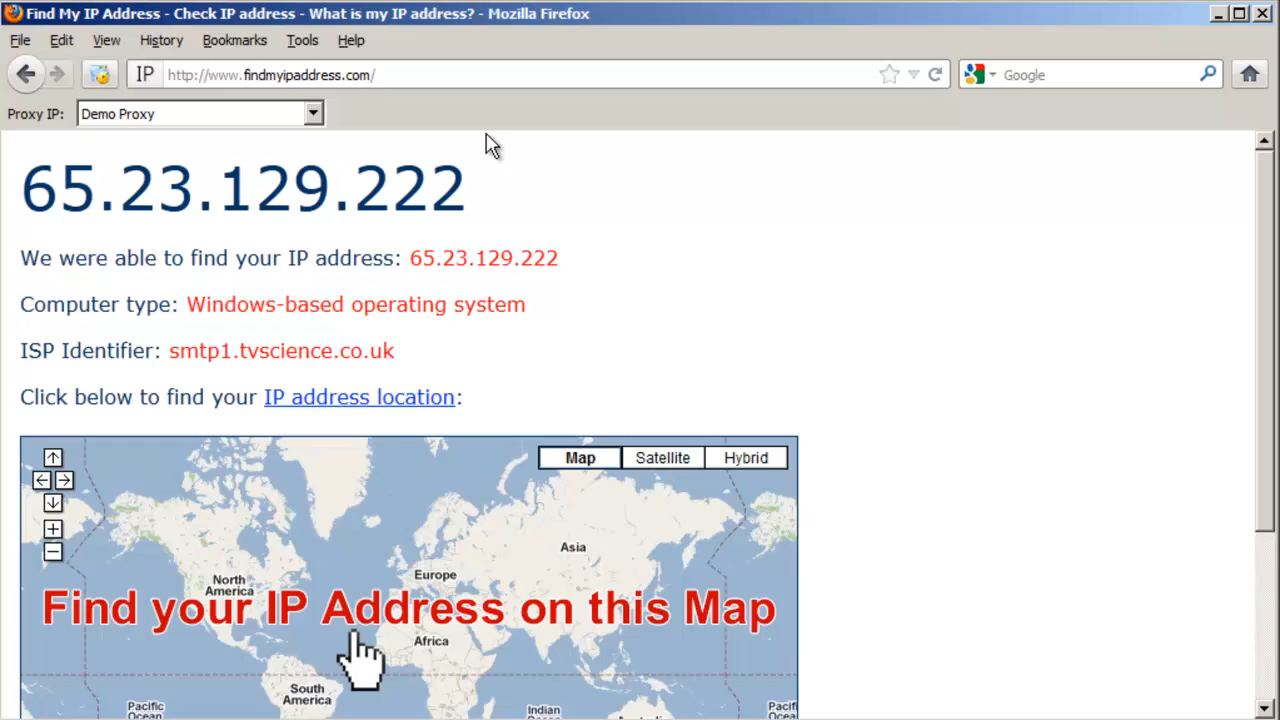 Find My IP Address - Check IP address - What is my IP address? - Mozilla Firefox
File Edit View History Bookmarks Tools Help
IP http://www.findmyipaddress.com/ Google
Proxy IP: Demo Proxy
65.23.129.222
We were able to find your IP address: 65.23.129.222
Computer type: Windows-based operating system
ISP Identifier: smtp1.tvscience.co.uk
Click below to find your IP address location:
Map Satellite Hybrid
Asia
Europe
North
America
Find your IP Address on this Map
Africa
South
America
Pacific
Ocean
Indian